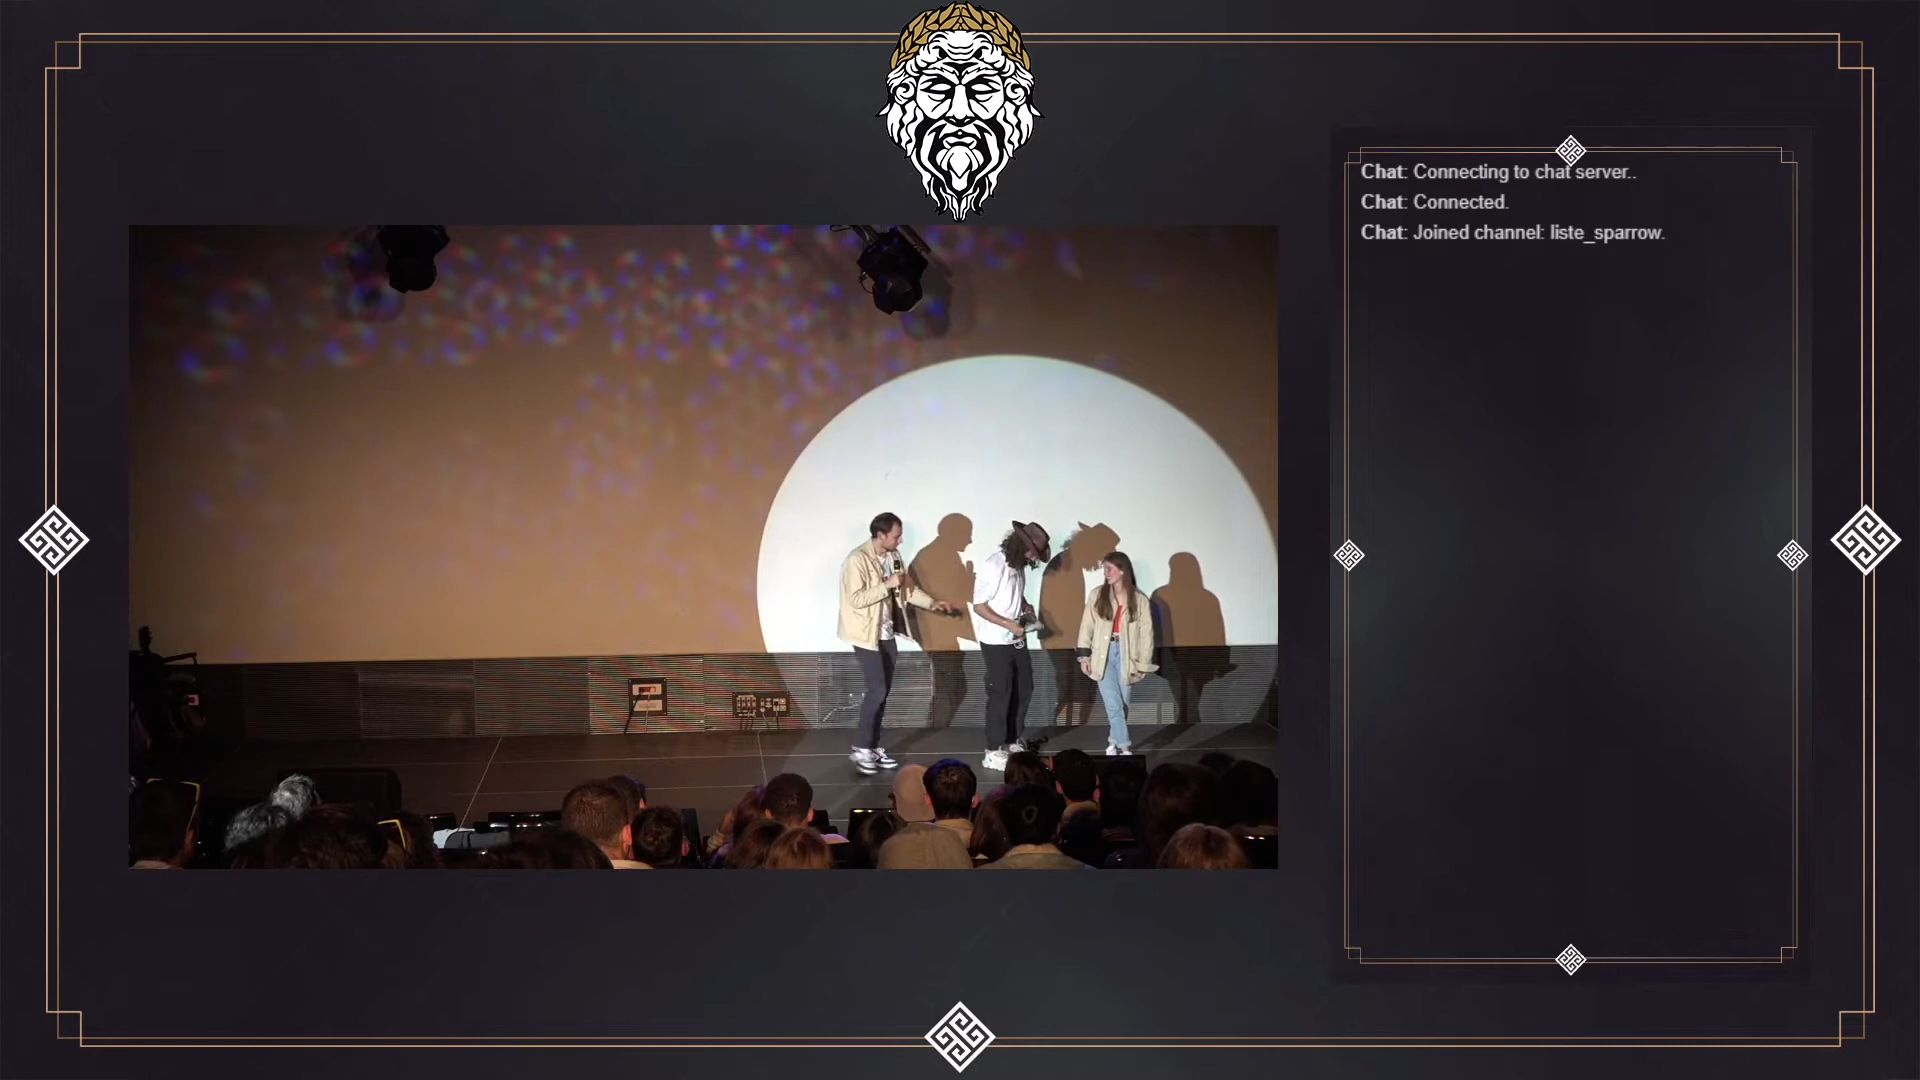 Chat: Connecting to chat server..
Chat: Connected.
Chat: Joined channel: liste_sparrow.